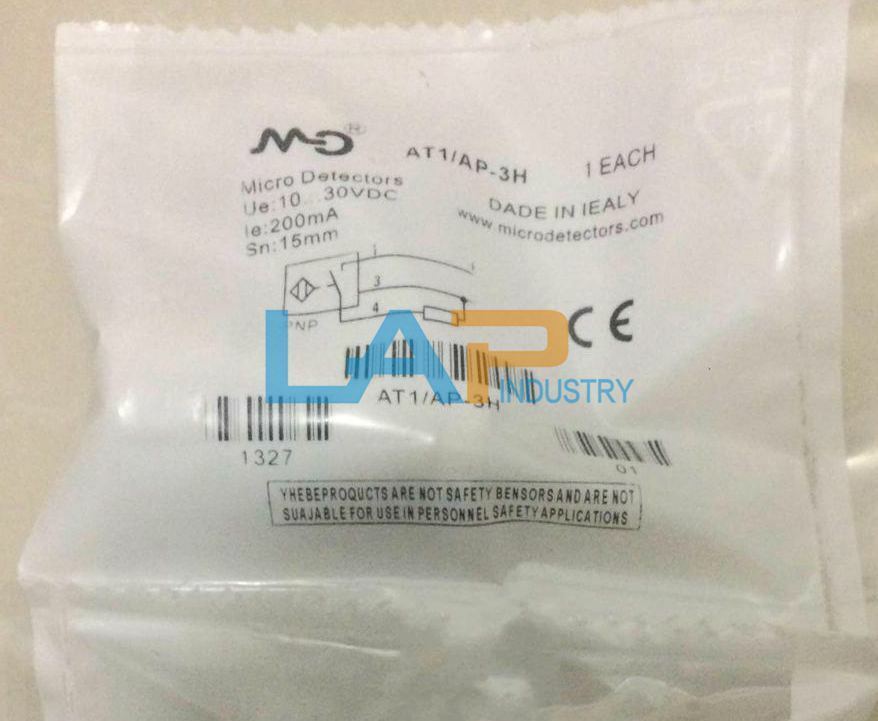 MD®
AT1/AP-3H
1 EACH
Micro Detectors
Ue:10...30VDC
Ie:200mA
Sn:15mm
DADE IN IEALY
www.microdetectors.com
1
3
4
PNP
CE
LAP
INDUSTRY
AT1/AP-3H
1327
01
YHEBEPROQUCTS ARE NOT SAFETY BENSORS AND ARE NOT
SUAJABLE FOR USE IN PERSONNEL SAFETY APPLICATIONS